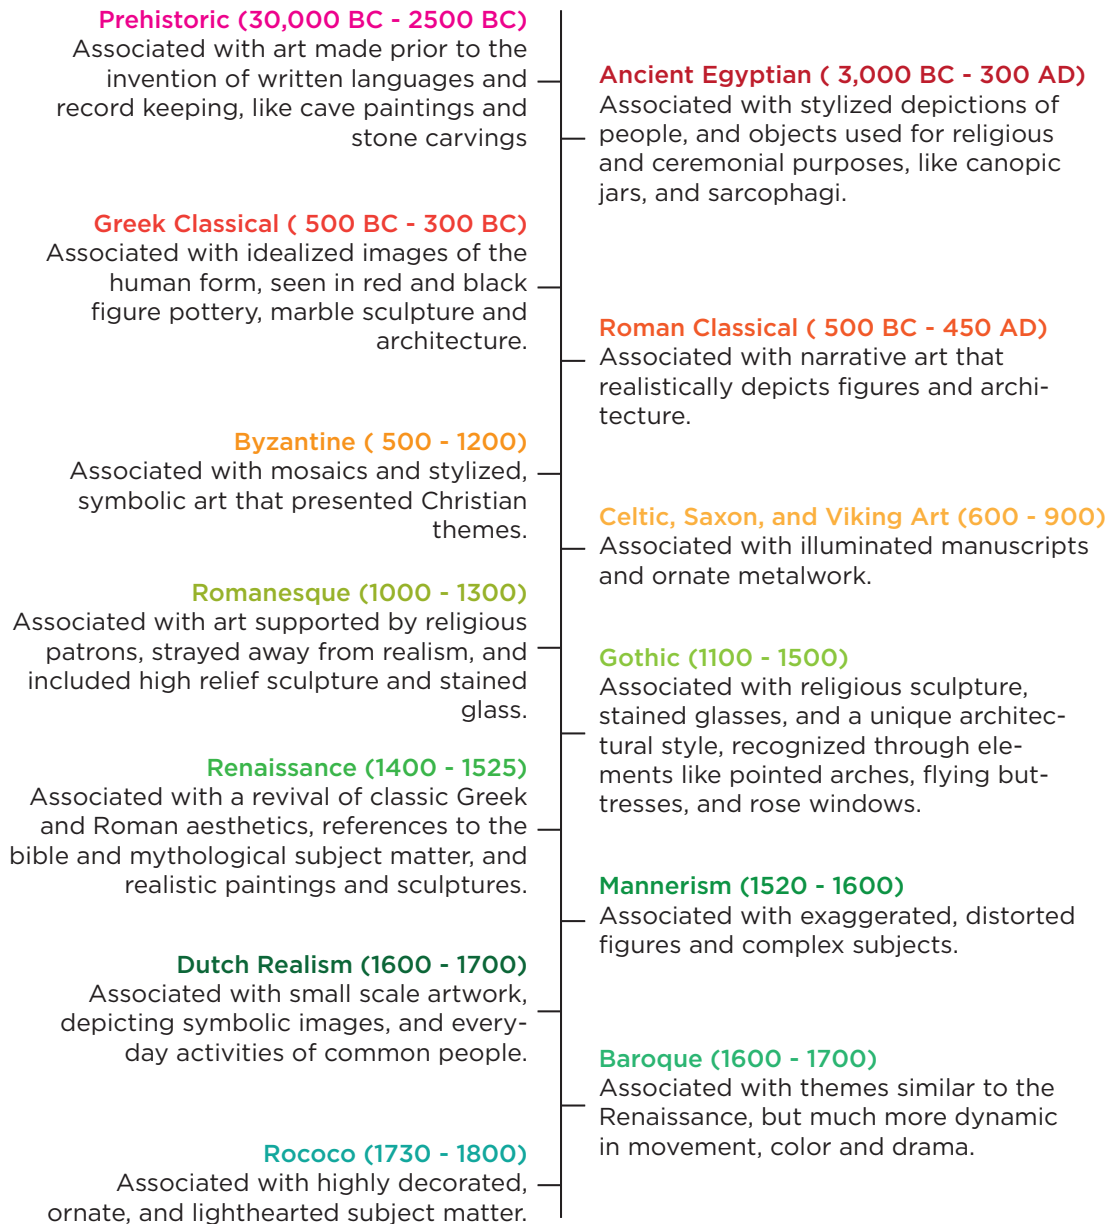 Prehistoric (30,000 BC - 2500 BC)
Associated with art made prior to the
invention of written languages and
record keeping, like cave paintings and
stone carvings
Ancient Egyptian ( 3,000 BC - 300 AD)
Associated with stylized depictions of
people, and objects used for religious
and ceremonial purposes, like canopic
jars, and sarcophagi.
Greek Classical ( 500 BC - 300 BC)
Associated with idealized images of the
human form, seen in red and black
figure pottery, marble sculpture and
architecture.
Roman Classical ( 500 BC - 450 AD)
Associated with narrative art that
realistically depicts figures and archi-
tecture.
Byzantine ( 500 - 1200)
Associated with mosaics and stylized,
symbolic art that presented Christian
themes.
Celtic, Saxon, and Viking Art (600 - 900)
Associated with illuminated manuscripts
and ornate metalwork.
Romanesque (1000 - 1300)
Associated with art supported by religious
patrons, strayed away from realism, and
included high relief sculpture and stained
glass.
Gothic (1100 - 1500)
Associated with religious sculpture,
stained glasses, and a unique architec-
tural style, recognized through ele-
ments like pointed arches, flying but-
tresses, and rose windows.
Renaissance (1400 - 1525)
Associated with a revival of classic Greek
and Roman aesthetics, references to the
bible and mythological subject matter, and
realistic paintings and sculptures.
Mannerism (1520 - 1600)
Associated with exaggerated, distorted
figures and complex subjects.
Dutch Realism (1600 - 1700)
Associated with small scale artwork,
depicting symbolic images, and every-
day activities of common people.
Baroque (1600 - 1700)
Associated with themes similar to the
Renaissance, but much more dynamic
in movement, color and drama.
Rococo (1730 - 1800)
Associated with highly decorated,
ornate, and lighthearted subject matter.